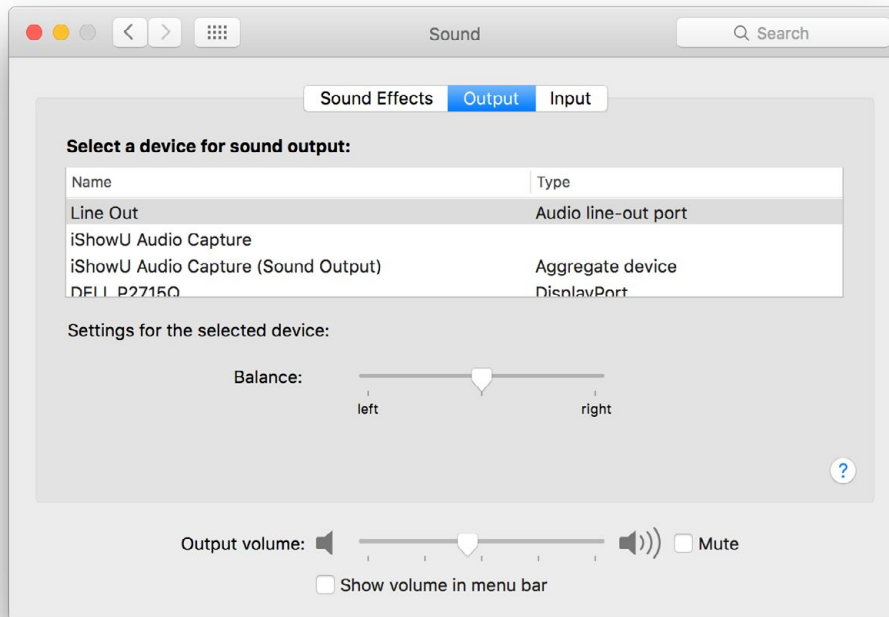 Sound
Search
Sound Effects Output Input
Select a device for sound output:
Name Type
Line Out Audio line-out port
iShowU Audio Capture
iShowU Audio Capture (Sound Output) Aggregate device
DELL P2715Q DisplayPort
Settings for the selected device:
Balance:
left right
?
Output volume: Mute
Show volume in menu bar